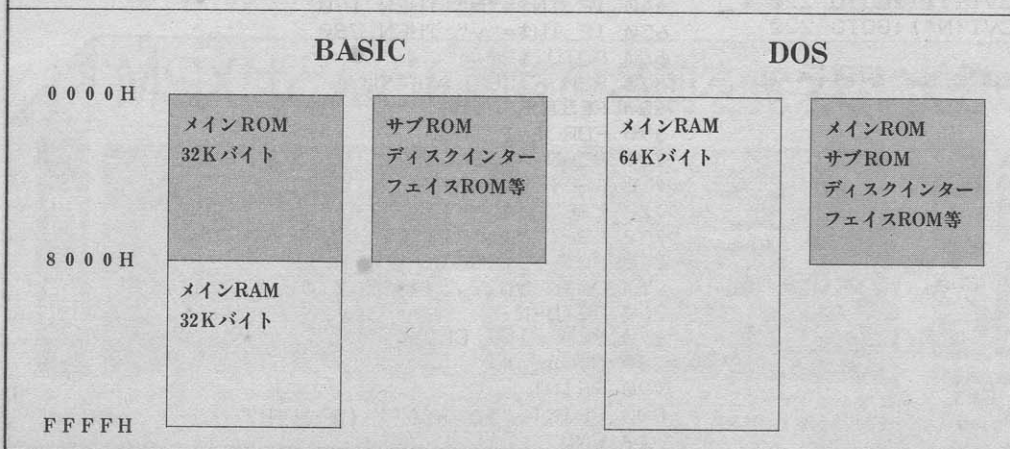 BASIC
DOS
0000H
メインROM
32Kバイト
サブROM
ディスクインター
フェイスROM等
メインRAM
64Kバイト
メインROM
サブROM
ディスクインター
フェイスROM等
8000H
メインRAM
32Kバイト
FFFFH